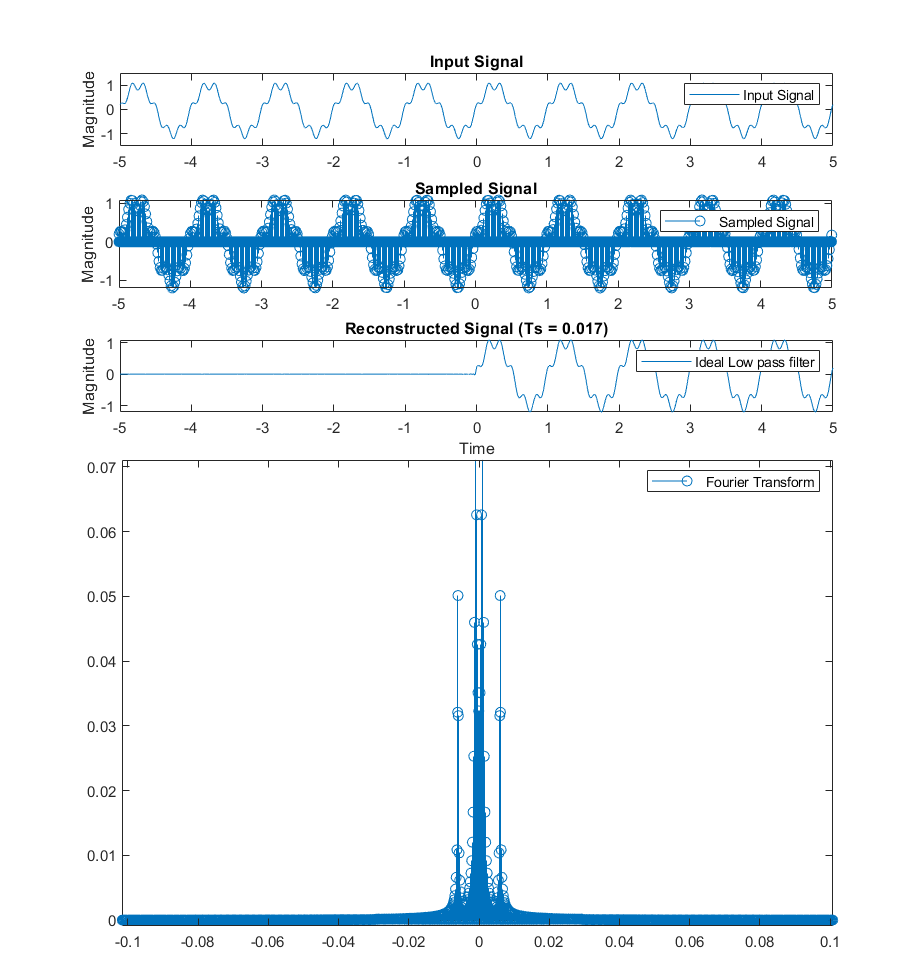 Input Signal
Magnitude
1
0
-1
Input Signal
-5 -4 -3 -2 -1 0 1 2 3 4 5
Sampled Signal
Magnitude
1
0
-1
Sampled Signal
-5 -4 -3 -2 -1 0 1 2 3 4 5
Reconstructed Signal (Ts = 0.017)
Magnitude
1
0
-1
Ideal Low pass filter
-5 -4 -3 -2 -1 0 1 2 3 4 5
Time
0.07
Fourier Transform
0.06
0.05
0.04
0.03
0.02
0.01
0
-0.1 -0.08 -0.06 -0.04 -0.02 0 0.02 0.04 0.06 0.08 0.1